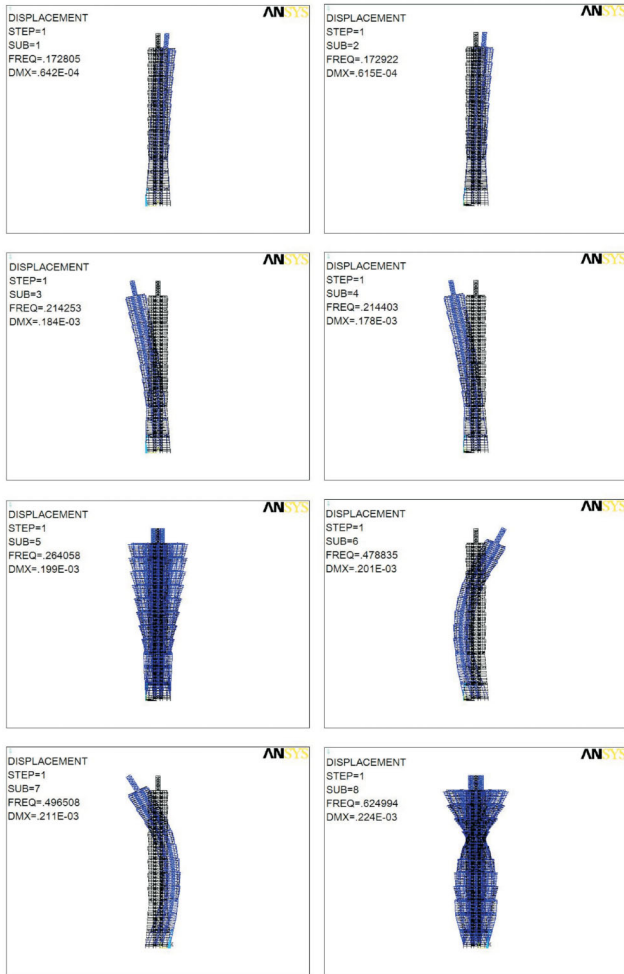 DISPLACEMENT
STEP=1
SUB=1
FREQ=.172805
DMX=.642E-04
ANSYS
DISPLACEMENT
STEP=1
SUB=2
FREQ=.172922
DMX=.615E-04
ANSYS
DISPLACEMENT
STEP=1
SUB=3
FREQ=.214253
DMX=.184E-03
ANSYS
DISPLACEMENT
STEP=1
SUB=4
FREQ=.214403
DMX=.178E-03
ANSYS
DISPLACEMENT
STEP=1
SUB=5
FREQ=.264058
DMX=.199E-03
ANSYS
DISPLACEMENT
STEP=1
SUB=6
FREQ=.478835
DMX=.201E-03
ANSYS
DISPLACEMENT
STEP=1
SUB=7
FREQ=.496508
DMX=.211E-03
ANSYS
DISPLACEMENT
STEP=1
SUB=8
FREQ=.624994
DMX=.224E-03
ANSYS